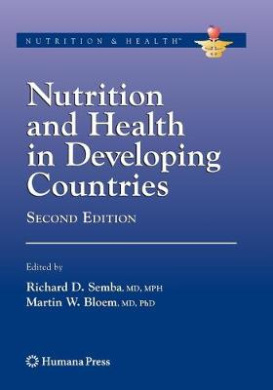 NUTRITION & HEALTH™
Nutrition
and Health
in Developing
Countries
SECOND EDITION
Edited by
Richard D. Semba, MD, MPH
Martin W. Bloem, MD, PhD
Humana Press